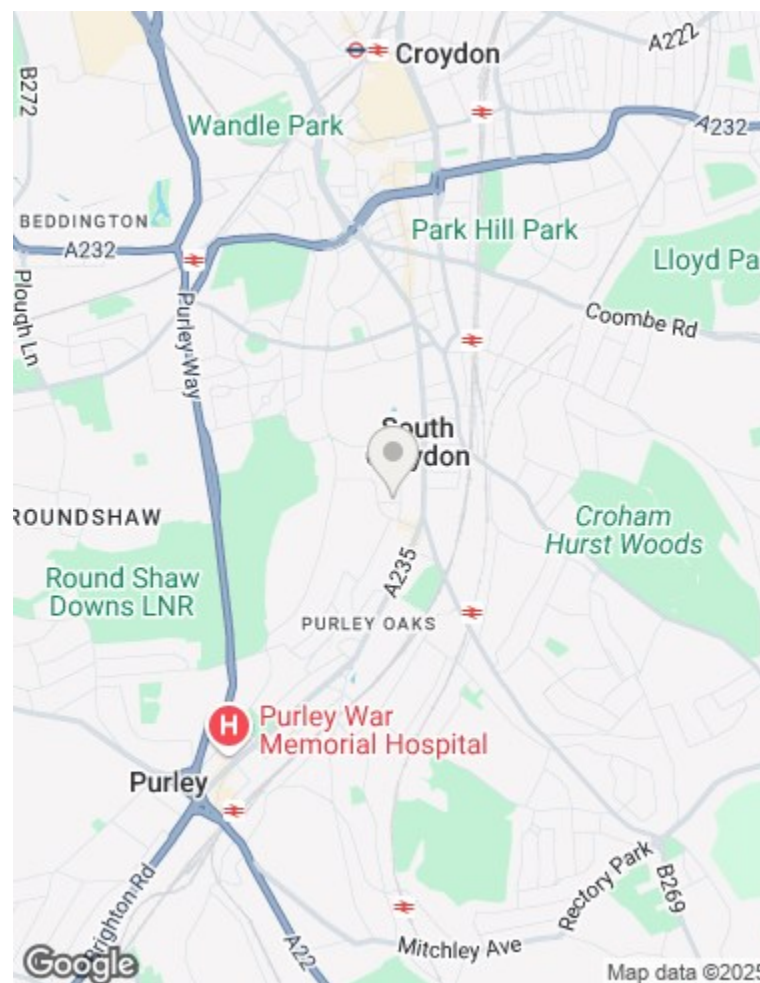 Croydon
A222
B272
Wandle Park
A232
BEDDINGTON
Park Hill Park
A232
Lloyd Pa
Plough Ln
Purley Way
Coombe Rd
South
ydon
ROUNDSHAW
Croham
Hurst Woods
Round Shaw
Downs LNR
A235
PURLEY OAKS
H
Purley War
Memorial Hospital
Purley
Brighton Rd
A22
Rectory Park
B269
Mitchley Ave
Google
Map data ©2025